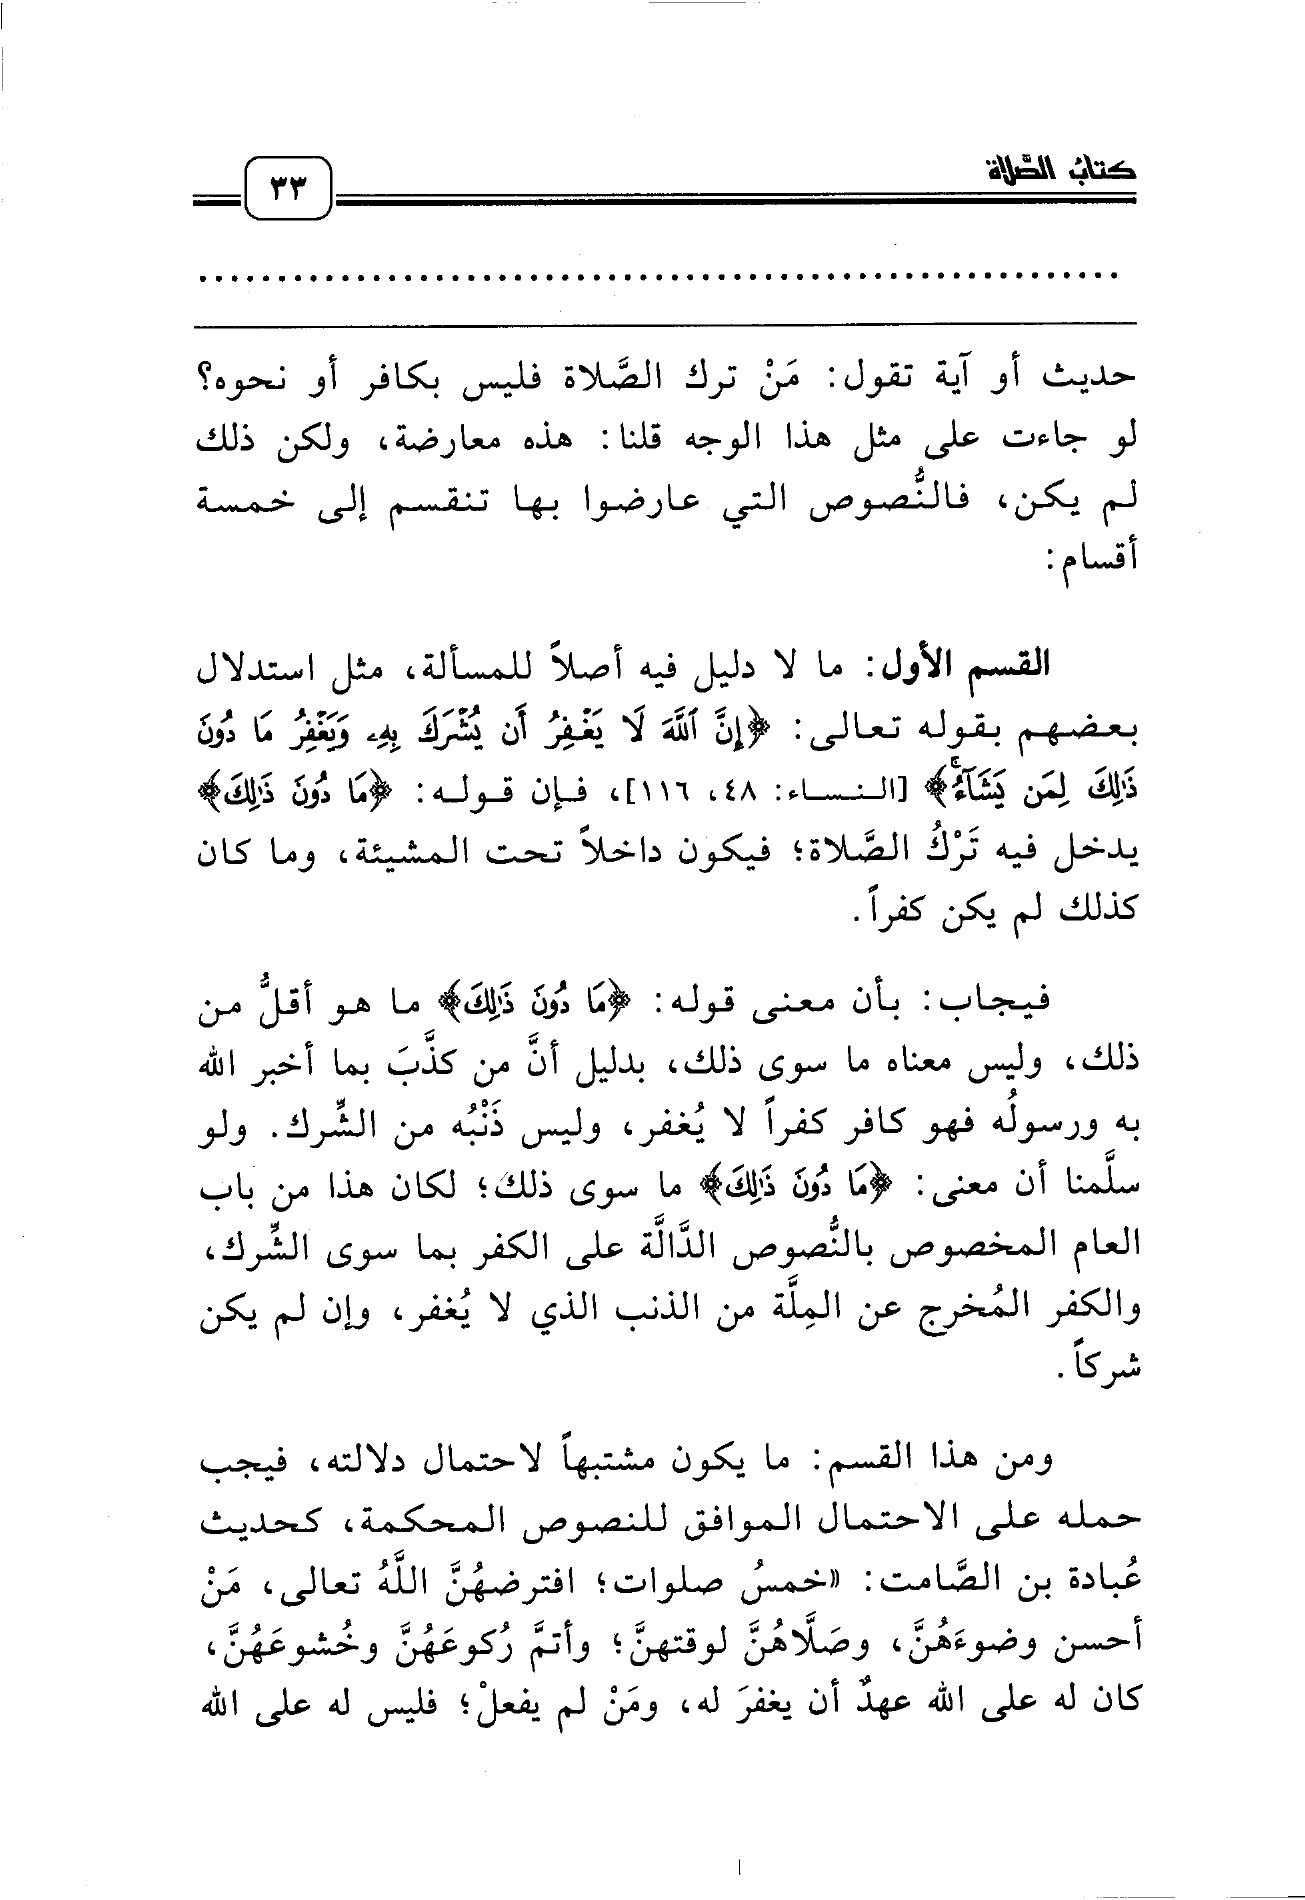 كتاب الصَّلاة
٣٣
حديث أو آية تقول: مَنْ ترك الصَّلاة فليس بكافر أو نحوه؟
لو جاءت على مثل هذا الوجه قلنا: هذه معارضة، ولكن ذلك
لم يكن، فالنُّصوص التي عارضوا بها تنقسم إلى خمسة
أقسام:
القسم الأول: ما لا دليل فيه أصلاً للمسألة، مثل استدلال
بعضهم بقوله تعالى: ﴿إِنَّ ٱللَّهَ لَا يَغْفِرُ أَن يُشْرَكَ بِهِۦ وَيَغْفِرُ مَا دُونَ
ذَٰلِكَ لِمَن يَشَآءُۚ﴾ [النساء: ٤٨، ١١٦]، فإن قوله: ﴿مَا دُونَ ذَٰلِكَ﴾
يدخل فيه تَرْكُ الصَّلاة؛ فيكون داخلاً تحت المشيئة، وما كان
كذلك لم يكن كفراً.
فيجاب: بأن معنى قوله: ﴿مَا دُونَ ذَٰلِكَ﴾ ما هو أقلُّ من
ذلك، وليس معناه ما سوى ذلك، بدليل أنَّ من كذَّبَ بما أخبر الله
به ورسولُه فهو كافر كفراً لا يُغفر، وليس ذَنْبُه من الشِّرك. ولو
سلَّمنا أن معنى: ﴿مَا دُونَ ذَٰلِكَ﴾ ما سوى ذلك؛ لكان هذا من باب
العام المخصوص بالنُّصوص الدَّالَّة على الكفر بما سوى الشِّرك،
والكفر المُخرج عن المِلَّة من الذنب الذي لا يُغفر، وإن لم يكن
شركاً.
ومن هذا القسم: ما يكون مشتبهاً لاحتمال دلالته، فيجب
حمله على الاحتمال الموافق للنصوص المحكمة، كحديث
عُبادة بن الصَّامت: «خمسُ صلوات؛ افترضهُنَّ اللَّهُ تعالى، مَنْ
أحسن وضوءَهُنَّ، وصَلَّاهُنَّ لوقتهنَّ؛ وأتمَّ رُكوعَهُنَّ وخُشوعَهُنَّ،
كان له على الله عهدٌ أن يغفرَ له، ومَنْ لم يفعلْ؛ فليس له على الله